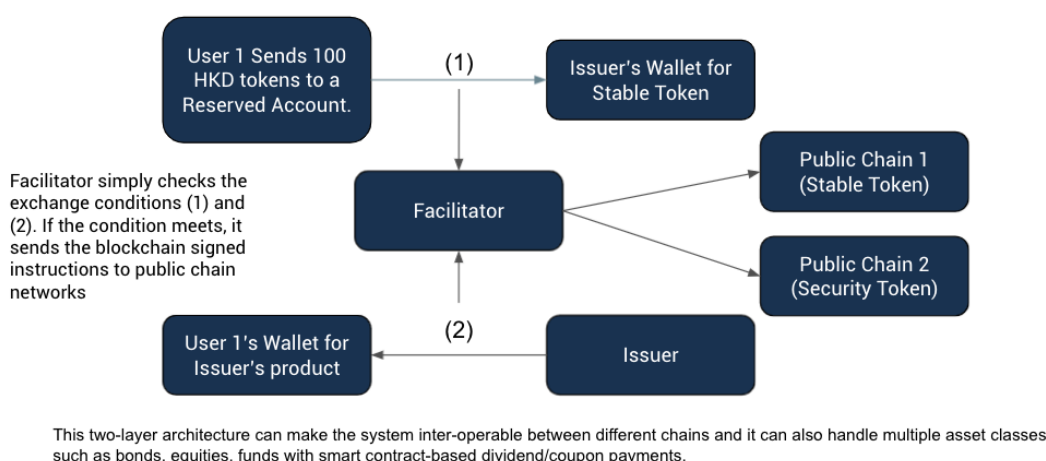 User 1 Sends 100
HKD tokens to a
Reserved Account.
(1)
Issuer's Wallet for
Stable Token
Public Chain 1
(Stable Token)
Facilitator simply checks the
exchange conditions (1) and
(2). If the condition meets, it
sends the blockchain signed
instructions to public chain
networks
Facilitator
Public Chain 2
(Security Token)
(2)
User 1's Wallet for
Issuer's product
Issuer
This two-layer architecture can make the system inter-operable between different chains and it can also handle multiple asset classes
such as bonds, equities, funds with smart contract-based dividend/coupon payments.